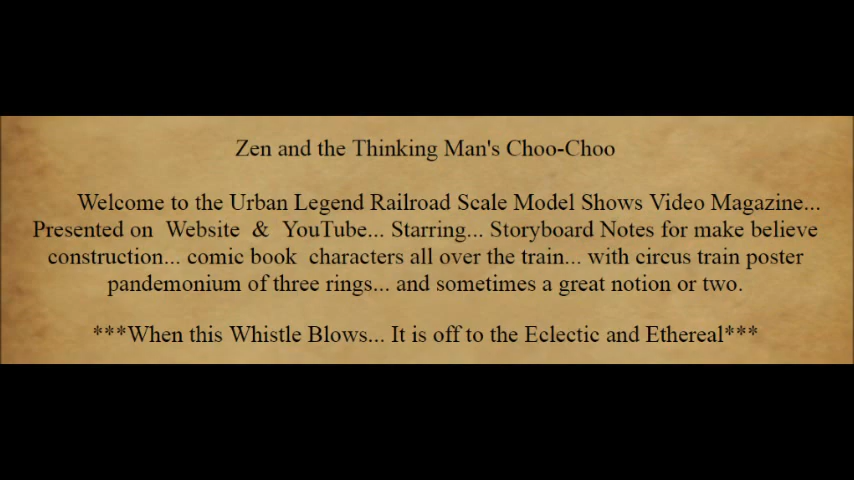 Zen and the Thinking Man's Choo-Choo
Welcome to the Urban Legend Railroad Scale Model Shows Video Magazine...
Presented on Website & YouTube... Starring... Storyboard Notes for make believe
construction... comic book characters all over the train... with circus train poster
pandemonium of three rings... and sometimes a great notion or two.
***When this Whistle Blows... It is off to the Eclectic and Ethereal***